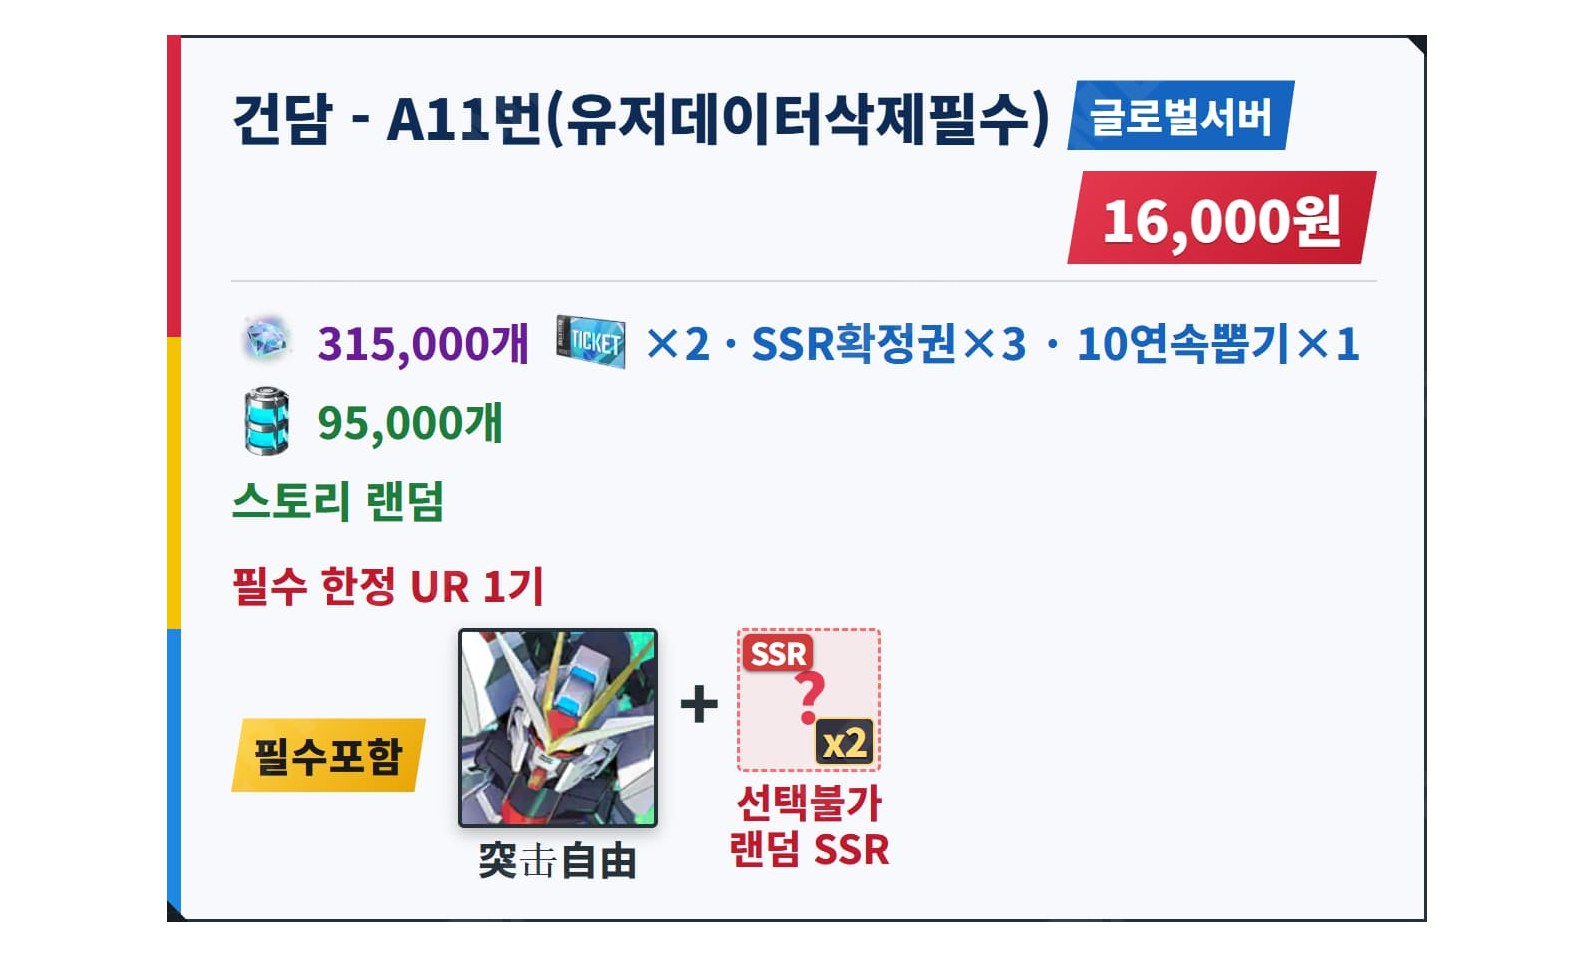 건담 - A11번(유저데이터삭제필수) 글로벌서버
16,000원
315,000개 TICKET ×2 · SSR확정권×3 · 10연속뽑기×1
95,000개
스토리 랜덤
필수 한정 UR 1기
필수포함
突击自由
+
SSR
?
x2
선택불가
랜덤 SSR